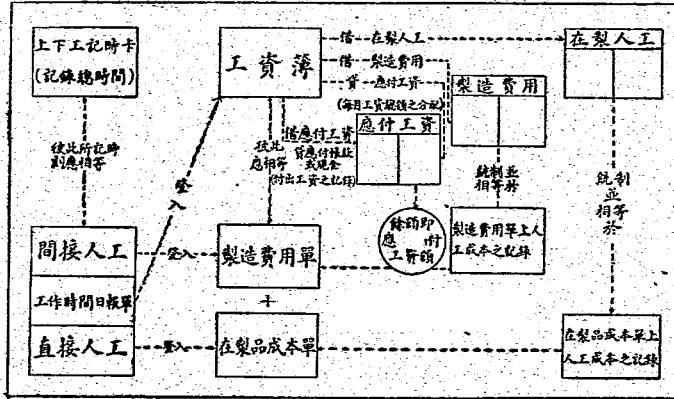 上下工記時卡
(記錄總時間)
彼此所記時
則應相等
間接人工
工作時間日報單
直接人工
登入
登入
登入
工資簿
彼此
應相等
借應付工資
貸應付帳款
或現金
(付出工資之記錄)
製造費用單
+
在製品成本單
借 在製人工
借 製造費用
貸 應付工資
(每月工資總額之分配)
應付工資
餘額即
應付
工資額
製造費用
統制並
相等於
製造費用單上人
工成本之記錄
在製人工
統制
並
相等
於
在製品成本單上
人工成本之記錄